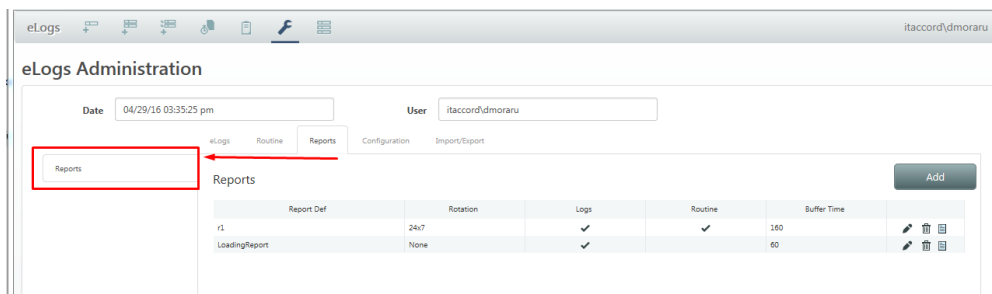 eLogs itaccord\dmoraru
eLogs Administration
Date 04/29/16 03:35:25 pm User itaccord\dmoraru
eLogs Routine Reports Configuration Import/Export
Reports
Reports Add
Report Def Rotation Logs Routine Buffer Time
r1 24x7 160
LoadingReport None 60